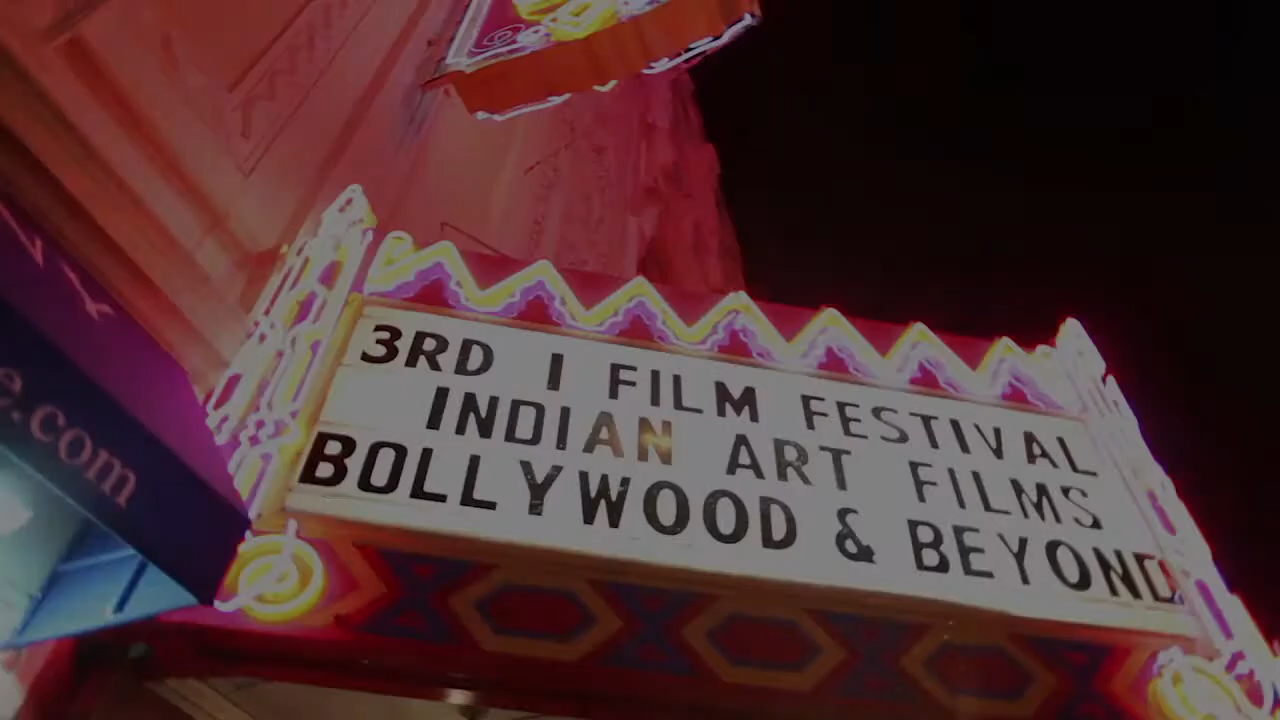 3RD I FILM FESTIVAL
INDIAN ART FILMS
BOLLYWOOD & BEYOND
e.com